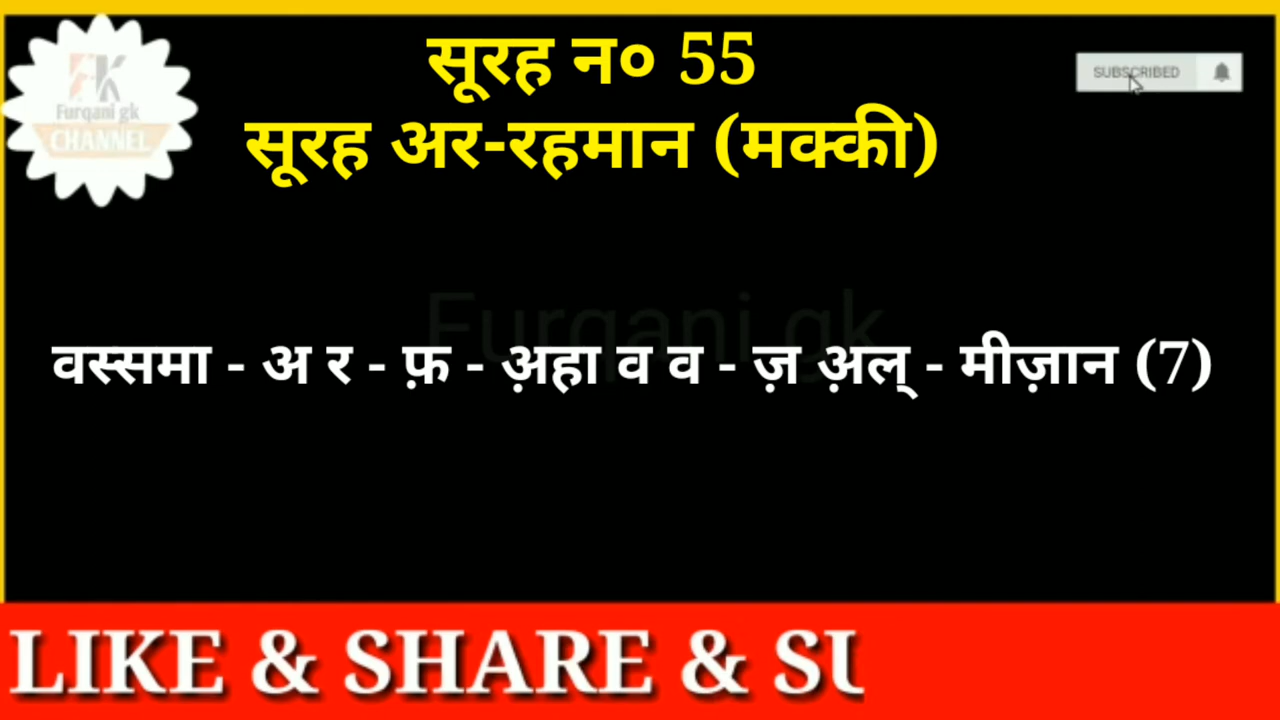 सूरह न० 55
सूरह अर-रहमान (मक्की)
Furqani gk
CHANNEL
SUBSCRIBED
Furqani gk
वस्समा - अ र - फ़ - अ़हा व व - ज़ अ़ल् - मीज़ान (7)
LIKE & SHARE & SU